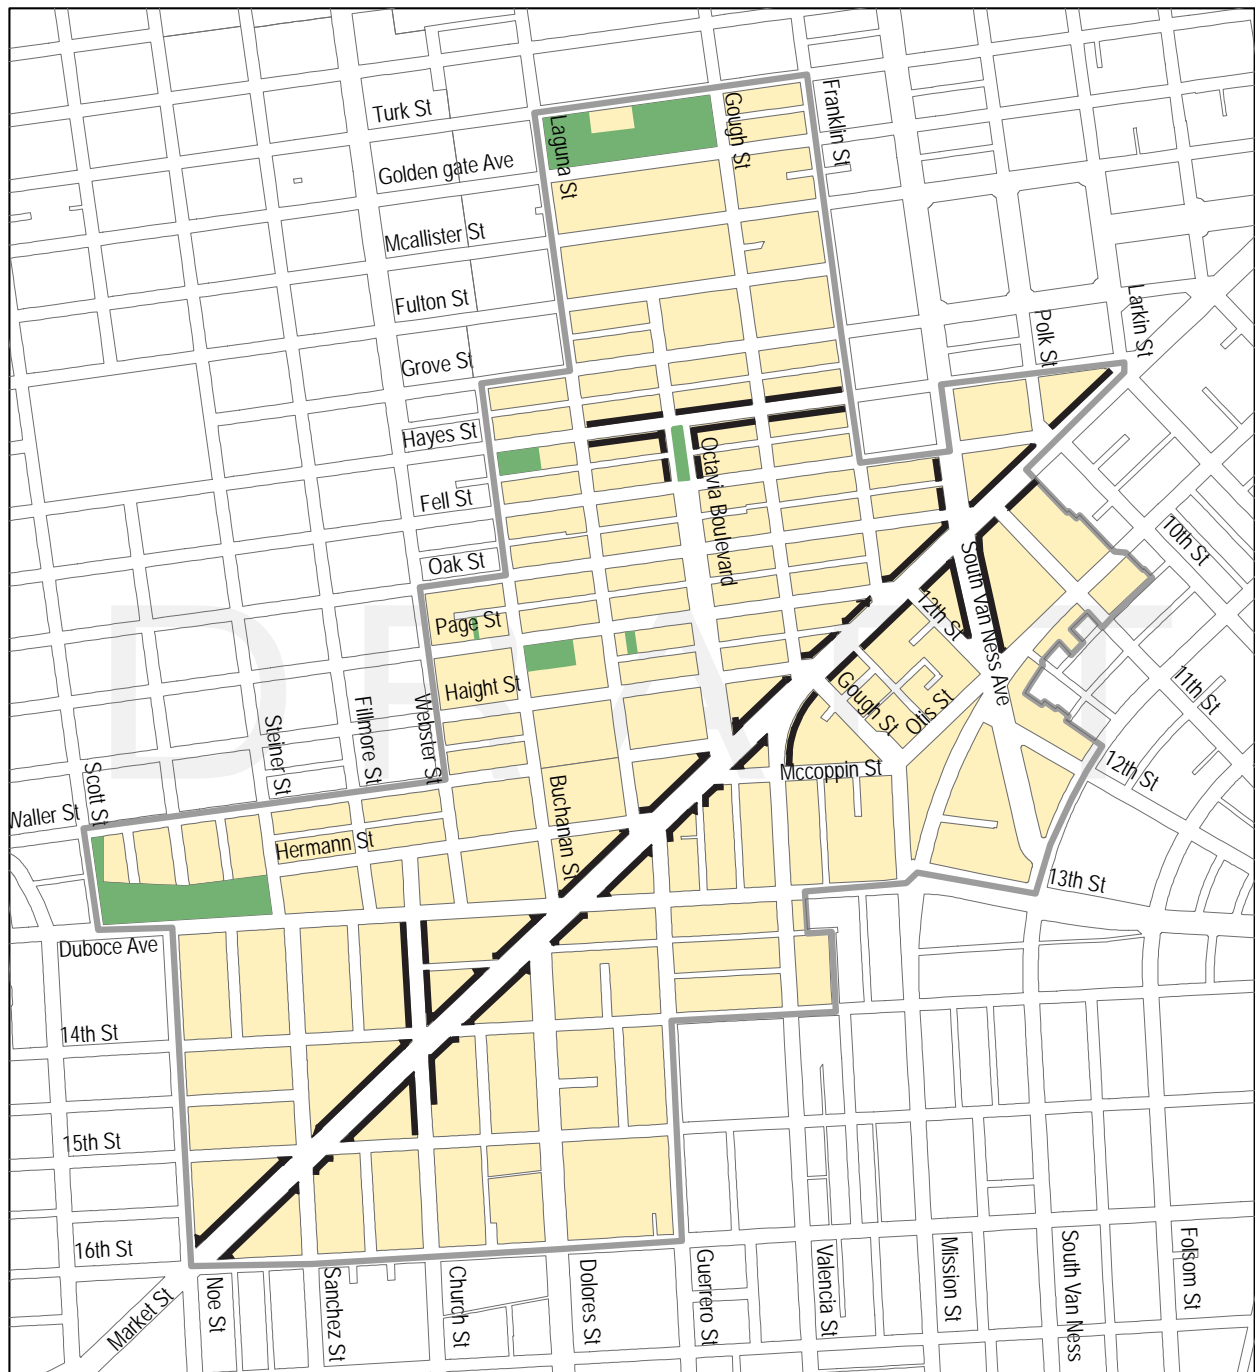 Turk St
Golden gate Ave
Mcallister St
Fulton St
Grove St
Hayes St
Fell St
Oak St
Page St
Haight St
Laguna St
Gough St
Franklin St
Polk St
Larkin St
Octavia Boulevard
10th St
South Van Ness Ave
12th St
11th St
12th St
Gough St
Otis St
Mccoppin St
DRAFT
Webster St
Fillmore St
Steiner St
Scott St
Waller St
Hermann St
Buchanan St
13th St
Duboce Ave
14th St
15th St
16th St
Market St
Noe St
Sanchez St
Church St
Dolores St
Guerrero St
Valencia St
Mission St
South Van Ness
Folsom St